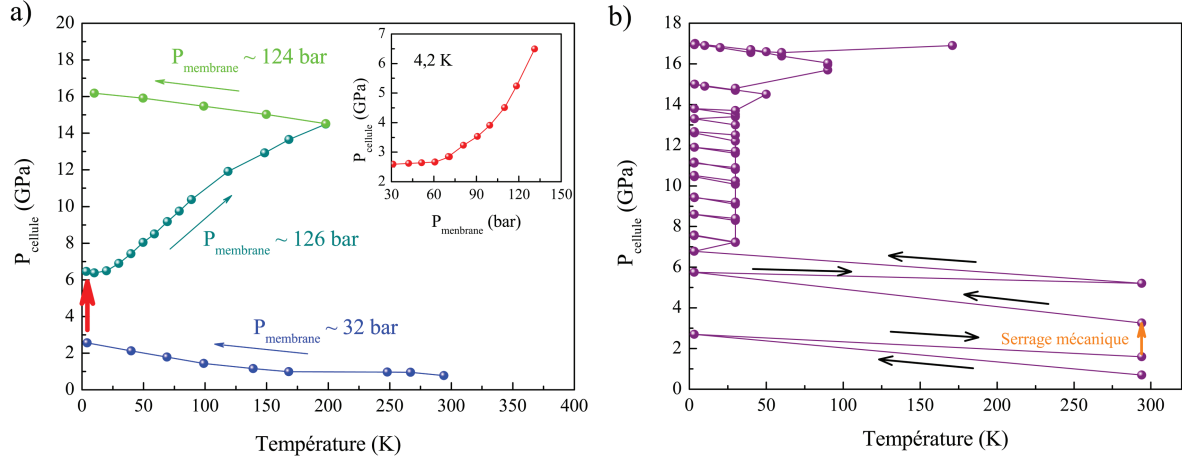 a)
20
18
16
14
12
10
8
6
4
2
0
P_cellule (GPa)
0 50 100 150 200 250 300 350 400
Température (K)
P_membrane ~ 124 bar
P_membrane ~ 126 bar
P_membrane ~ 32 bar
4,2 K
7
6
5
4
3
2
P_cellule (GPa)
30 60 90 120 150
P_menbrane (bar)
b)
18
16
14
12
10
8
6
4
2
0
P_cellule (GPa)
0 50 100 150 200 250 300
Température (K)
Serrage mécanique